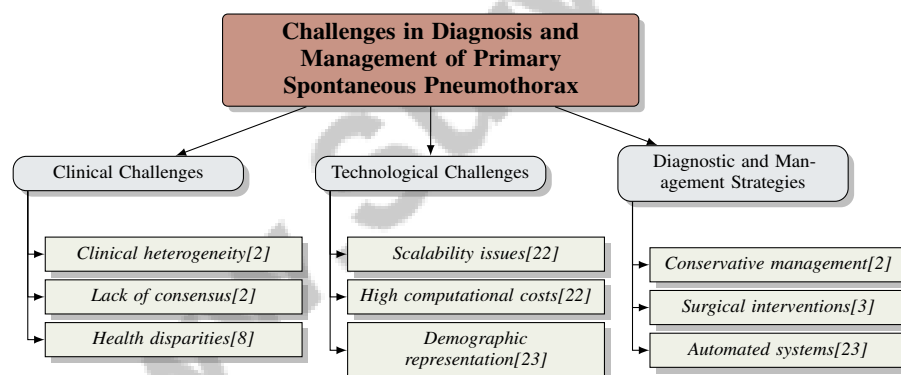 Challenges in Diagnosis and
Management of Primary
Spontaneous Pneumothorax
Clinical Challenges
Clinical heterogeneity[2]
Lack of consensus[2]
Health disparities[8]
Technological Challenges
Scalability issues[22]
High computational costs[22]
Demographic
representation[23]
Diagnostic and Man-
agement Strategies
Conservative management[2]
Surgical interventions[3]
Automated systems[23]